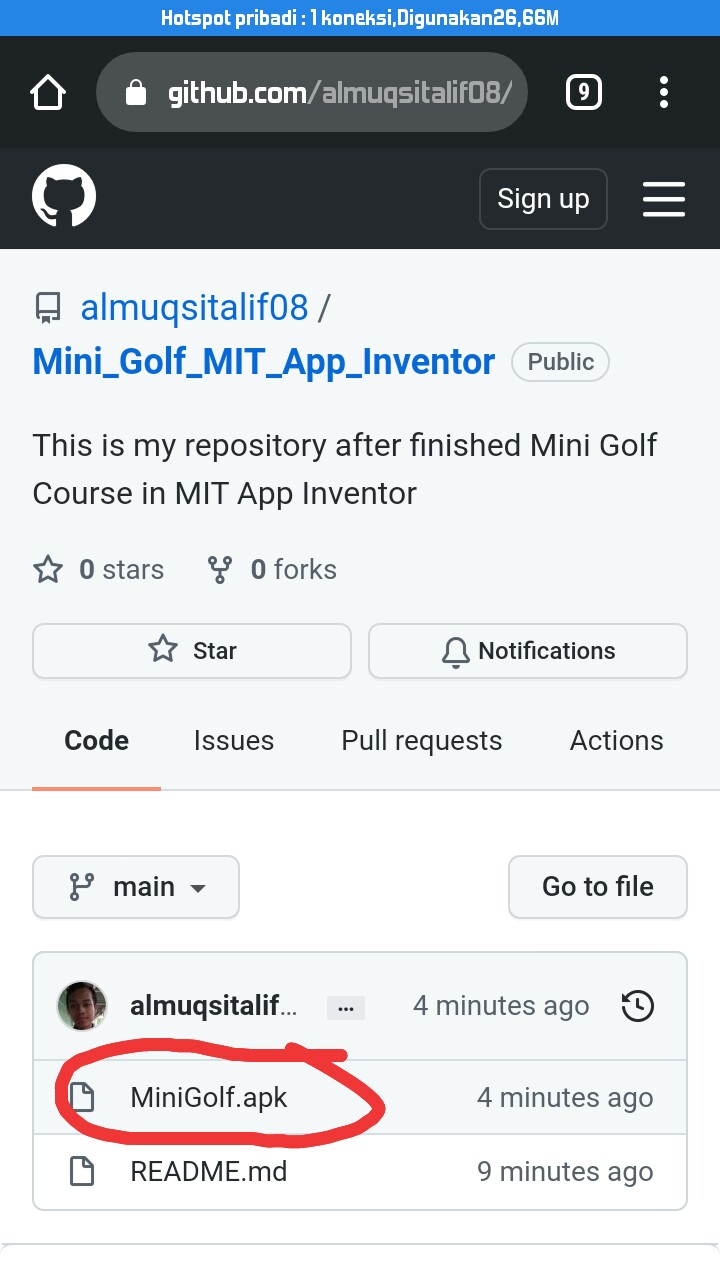 Hotspot pribadi : 1 koneksi,Digunakan26,66M
github.com/almuqsitalif08/
9
Sign up
almuqsitalif08 /
Mini_Golf_MIT_App_Inventor Public
This is my repository after finished Mini Golf
Course in MIT App Inventor
0 stars 0 forks
Star Notifications
Code Issues Pull requests Actions
main Go to file
almuqsitalif... ... 4 minutes ago
MiniGolf.apk 4 minutes ago
README.md 9 minutes ago